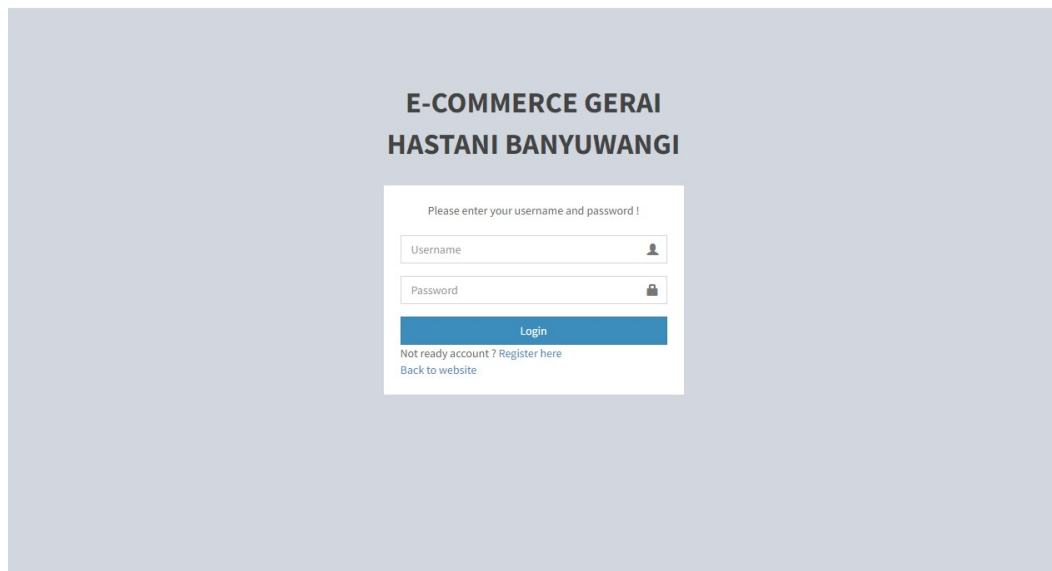 E-COMMERCE GERAI
HASTANI BANYUWANGI
Please enter your username and password !
Username
Password
Login
Not ready account ? Register here
Back to website